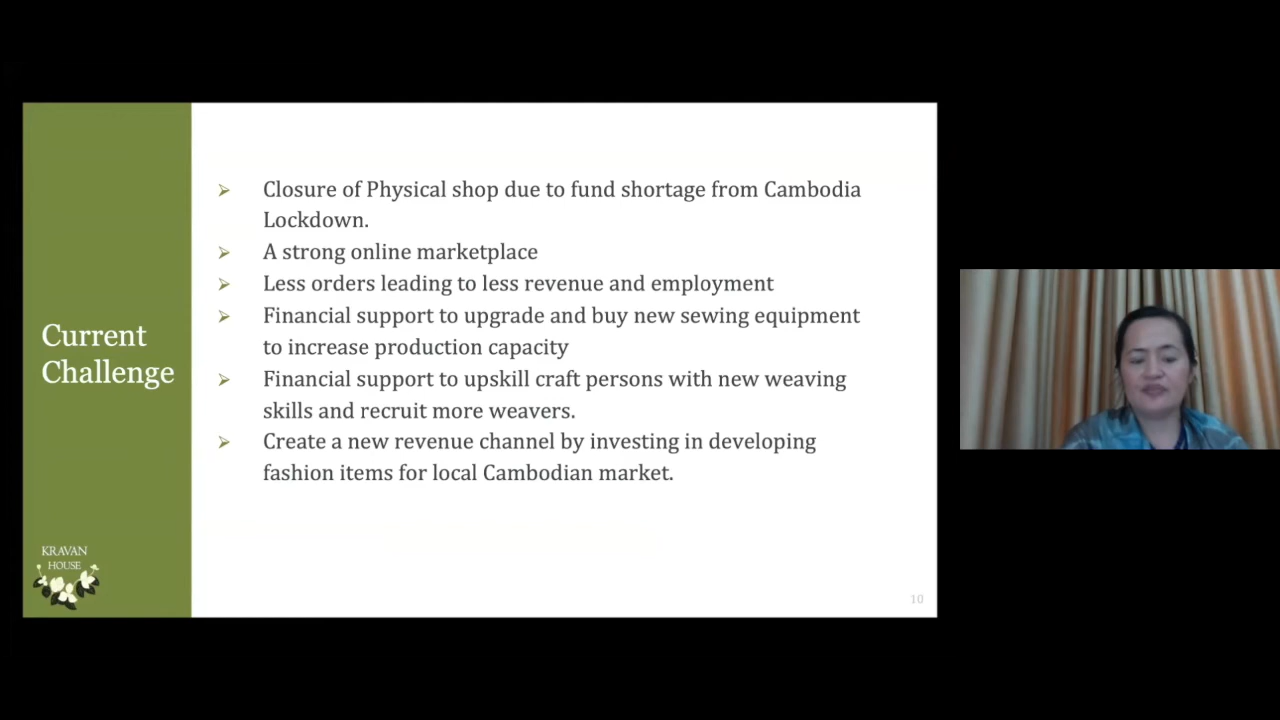 Current
Challenge
Closure of Physical shop due to fund shortage from Cambodia
Lockdown.
A strong online marketplace
Less orders leading to less revenue and employment
Financial support to upgrade and buy new sewing equipment
to increase production capacity
Financial support to upskill craft persons with new weaving
skills and recruit more weavers.
Create a new revenue channel by investing in developing
fashion items for local Cambodian market.
KRAVAN
HOUSE
10